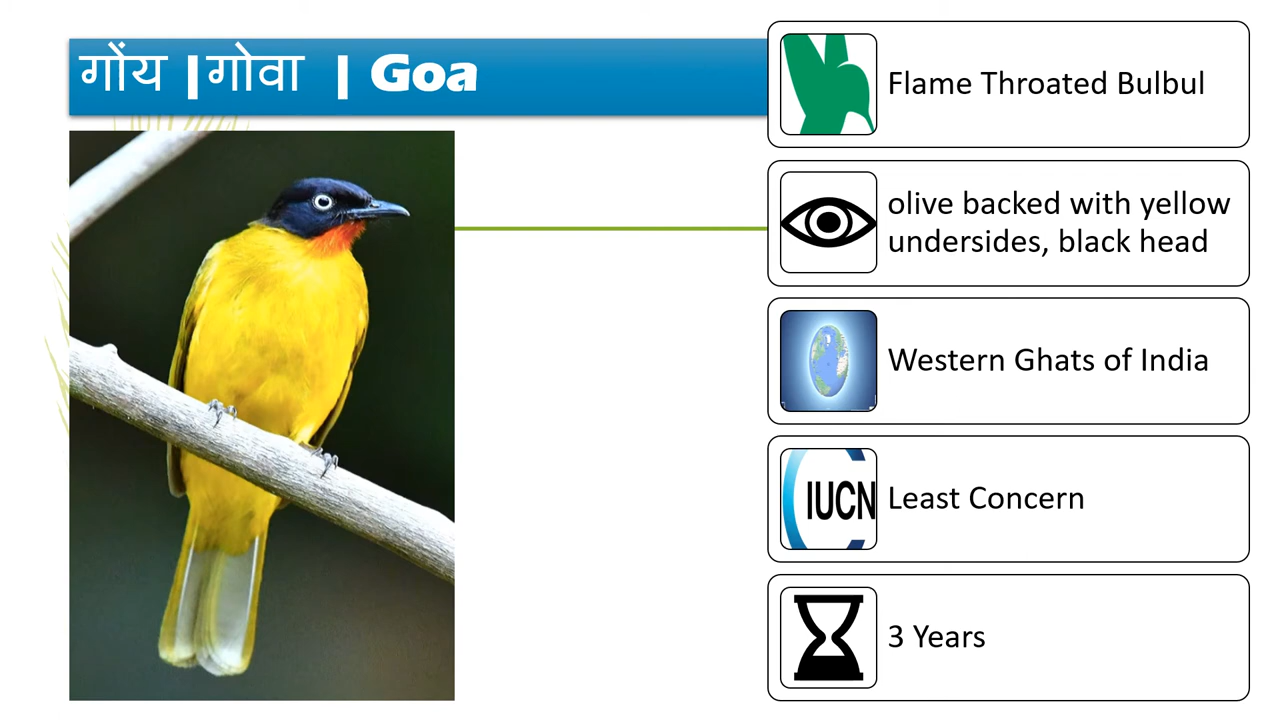 गोंय |गोवा | Goa
Flame Throated Bulbul
olive backed with yellow
undersides, black head
Western Ghats of India
IUCN
Least Concern
3 Years